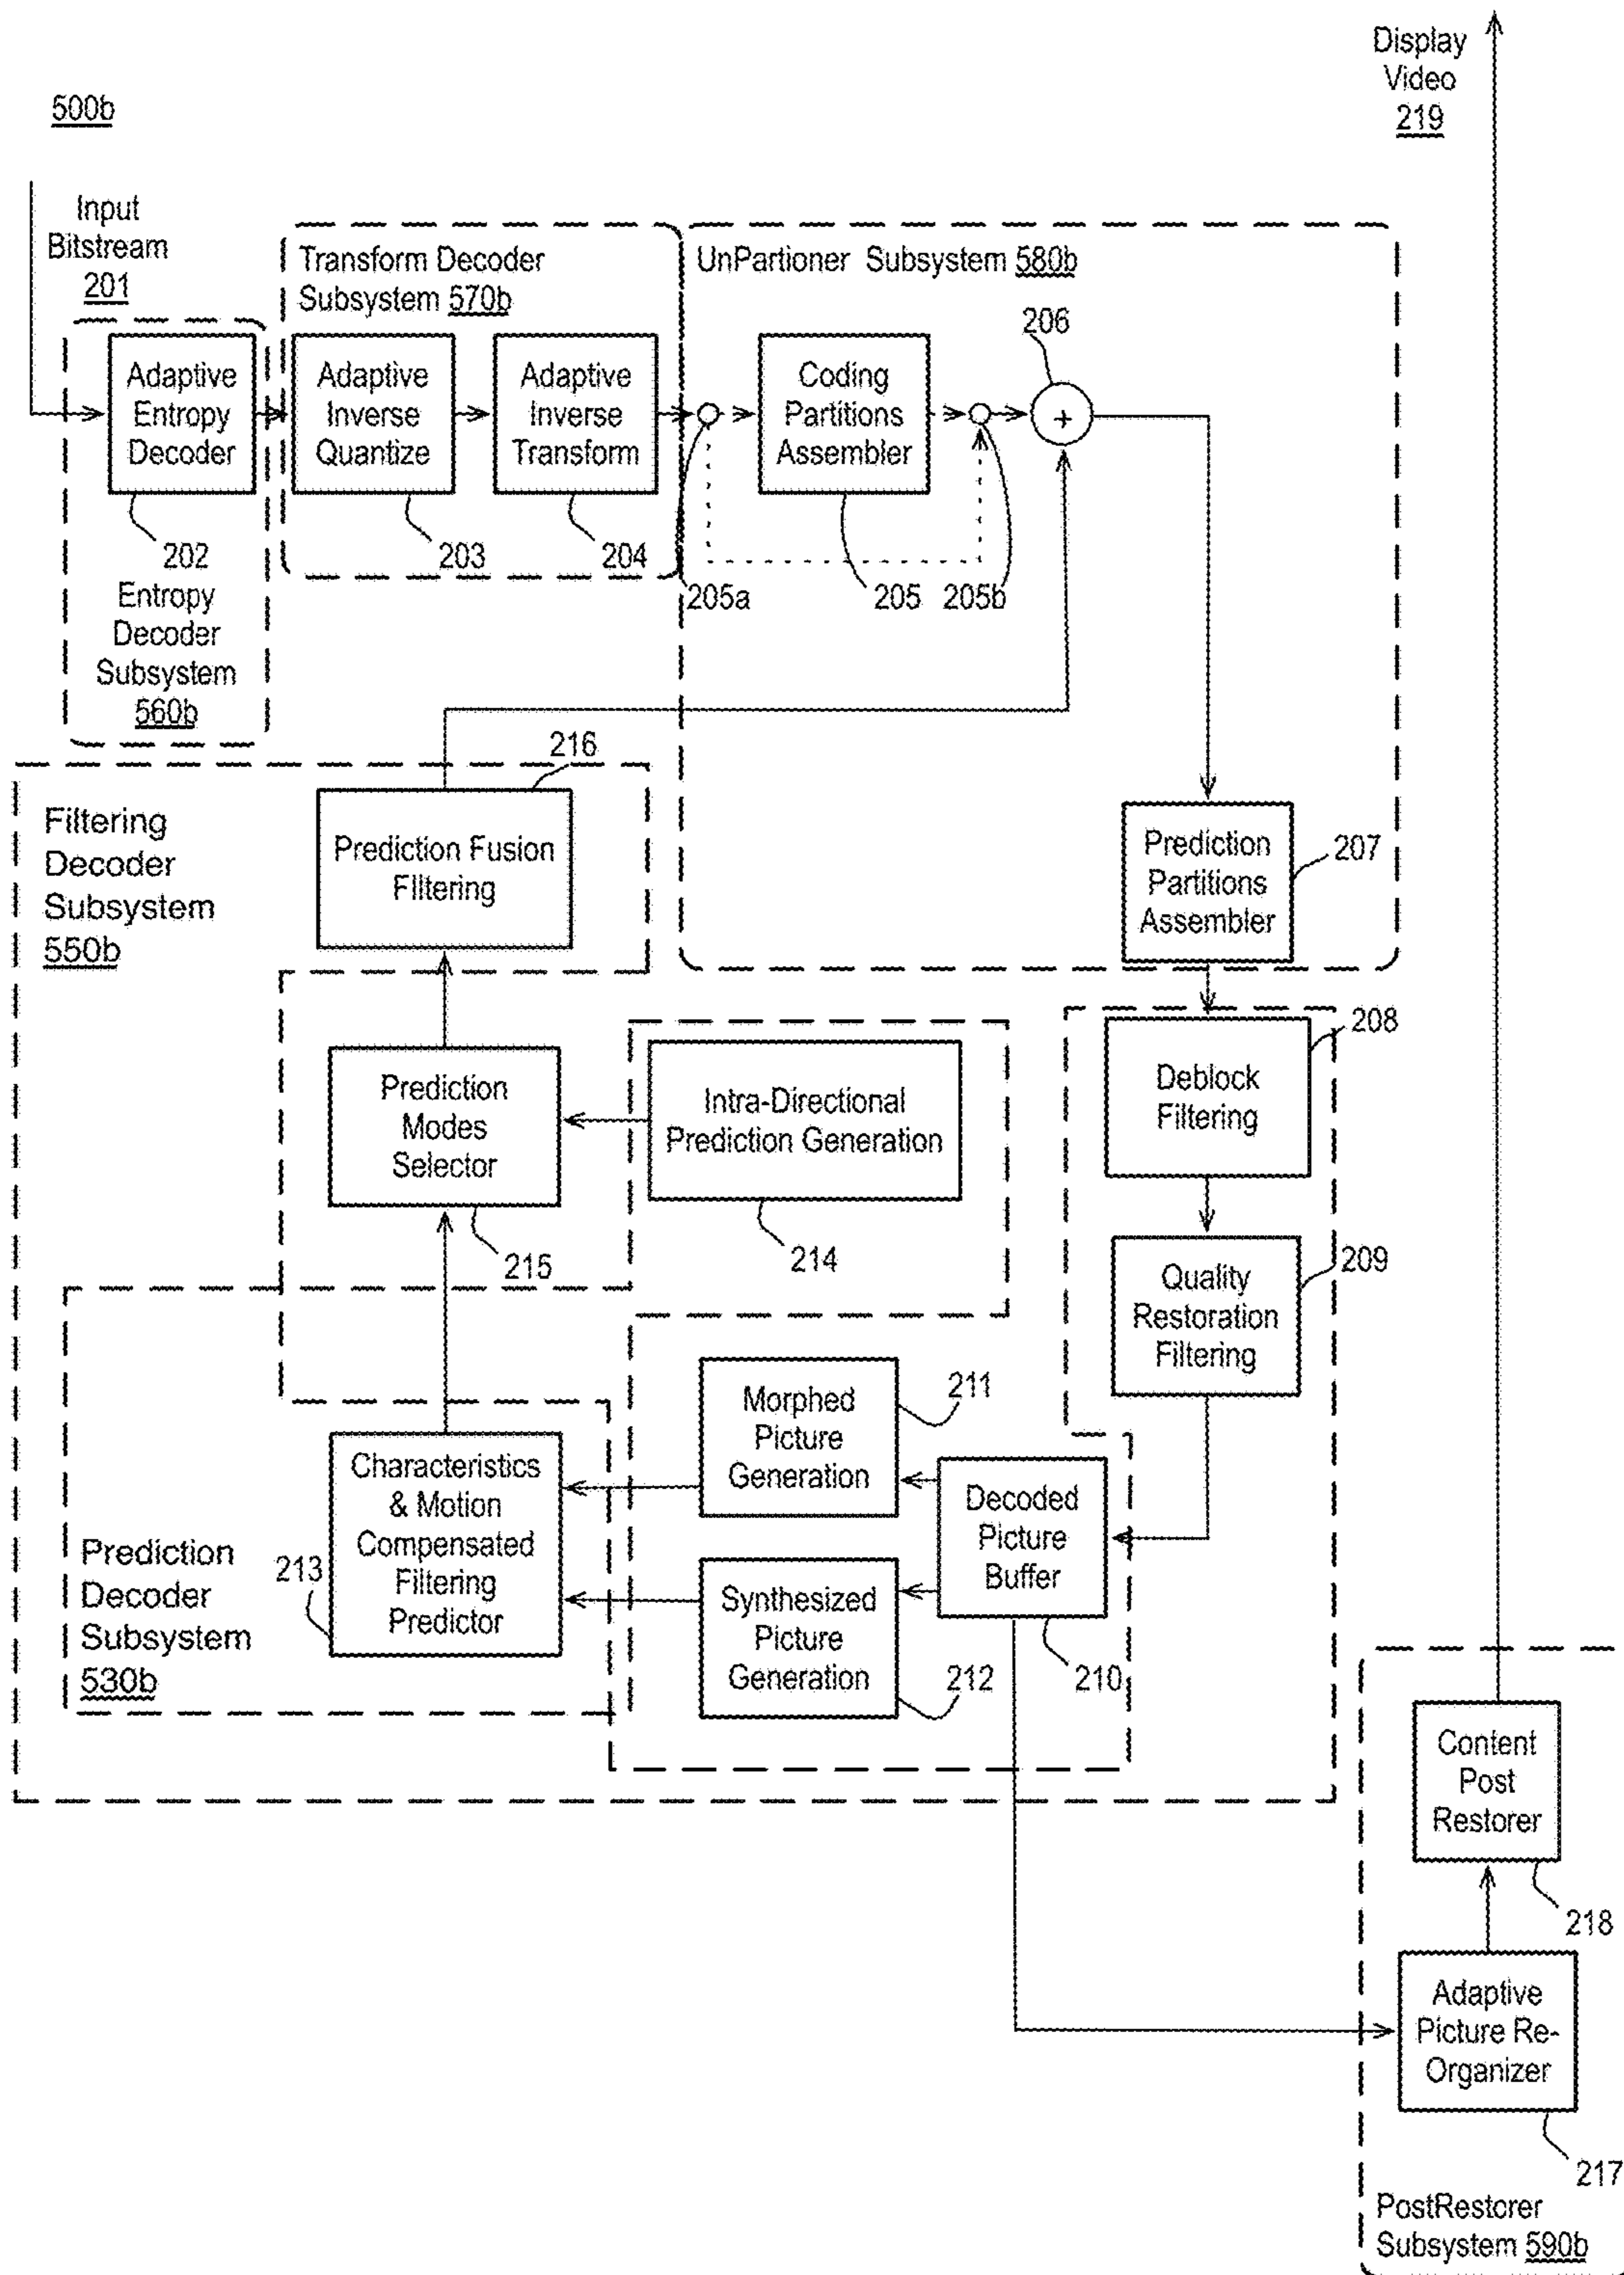 Display
Video
219
500b
Input
Bitstream
201
Transform Decoder
Subsystem 570b
UnPartioner Subsystem 580b
206
Adaptive
Entropy
Decoder
Adaptive
Inverse
Quantize
Adaptive
Inverse
Transform
Coding
Partitions
Assembler
+
202
203
204
205a
205
205b
Entropy
Decoder
Subsystem
560b
216
Filtering
Decoder
Subsystem
550b
Prediction Fusion
FIltering
Prediction
Partitions
Assembler
207
208
Deblock
Filtering
Prediction
Modes
Selector
Intra-Directional
Prediction Generation
215
214
209
Quality
Restoration
Filtering
Morphed
Picture
Generation
211
Characteristics
& Motion
Compensated
Filtering
Predictor
213
Decoded
Picture
Buffer
Prediction
Decoder
Subsystem
530b
Synthesized
Picture
Generation
212
210
Content
Post
Restorer
218
Adaptive
Picture Re-
Organizer
217
PostRestorer
Subsystem 590b